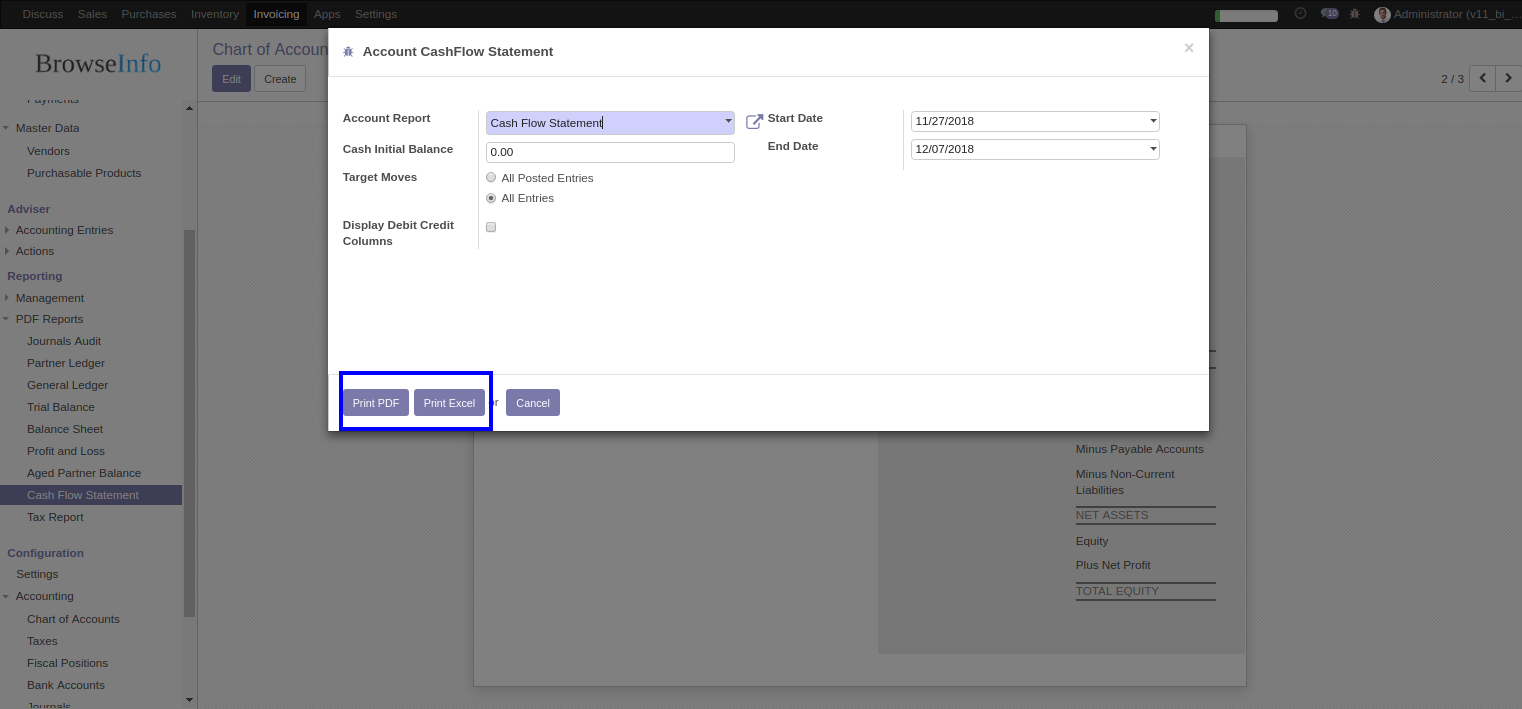 Discuss Sales Purchases Inventory Invoicing Apps Settings 10 Administrator (v11_bi_...
BrowseInfo
Payments
Master Data
Vendors
Purchasable Products
Adviser
Accounting Entries
Actions
Reporting
Management
PDF Reports
Journals Audit
Partner Ledger
General Ledger
Trial Balance
Balance Sheet
Profit and Loss
Aged Partner Balance
Cash Flow Statement
Tax Report
Configuration
Settings
Accounting
Chart of Accounts
Taxes
Fiscal Positions
Bank Accounts
Journals
Chart of Accoun
Edit Create
2 / 3
Account CashFlow Statement ×
Account Report Cash Flow Statement
Cash Initial Balance 0.00
Target Moves All Posted Entries
All Entries
Display Debit Credit
Columns
Start Date 11/27/2018
End Date 12/07/2018
Print PDF Print Excel or Cancel
Minus Payable Accounts
Minus Non-Current
Liabilities
NET ASSETS
Equity
Plus Net Profit
TOTAL EQUITY